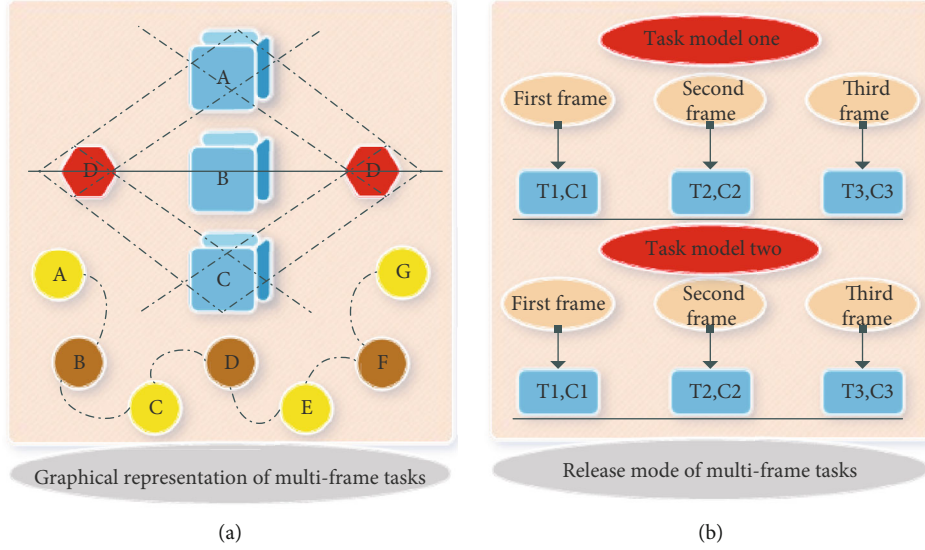 A
D
B
D
C
A
G
B
D
F
C
E
Graphical representation of multi-frame tasks
(a)
Task model one
First frame
Second
frame
Third
frame
T1,C1
T2,C2
T3,C3
Task model two
First frame
Second
frame
Third
frame
T1,C1
T2,C2
T3,C3
Release mode of multi-frame tasks
(b)